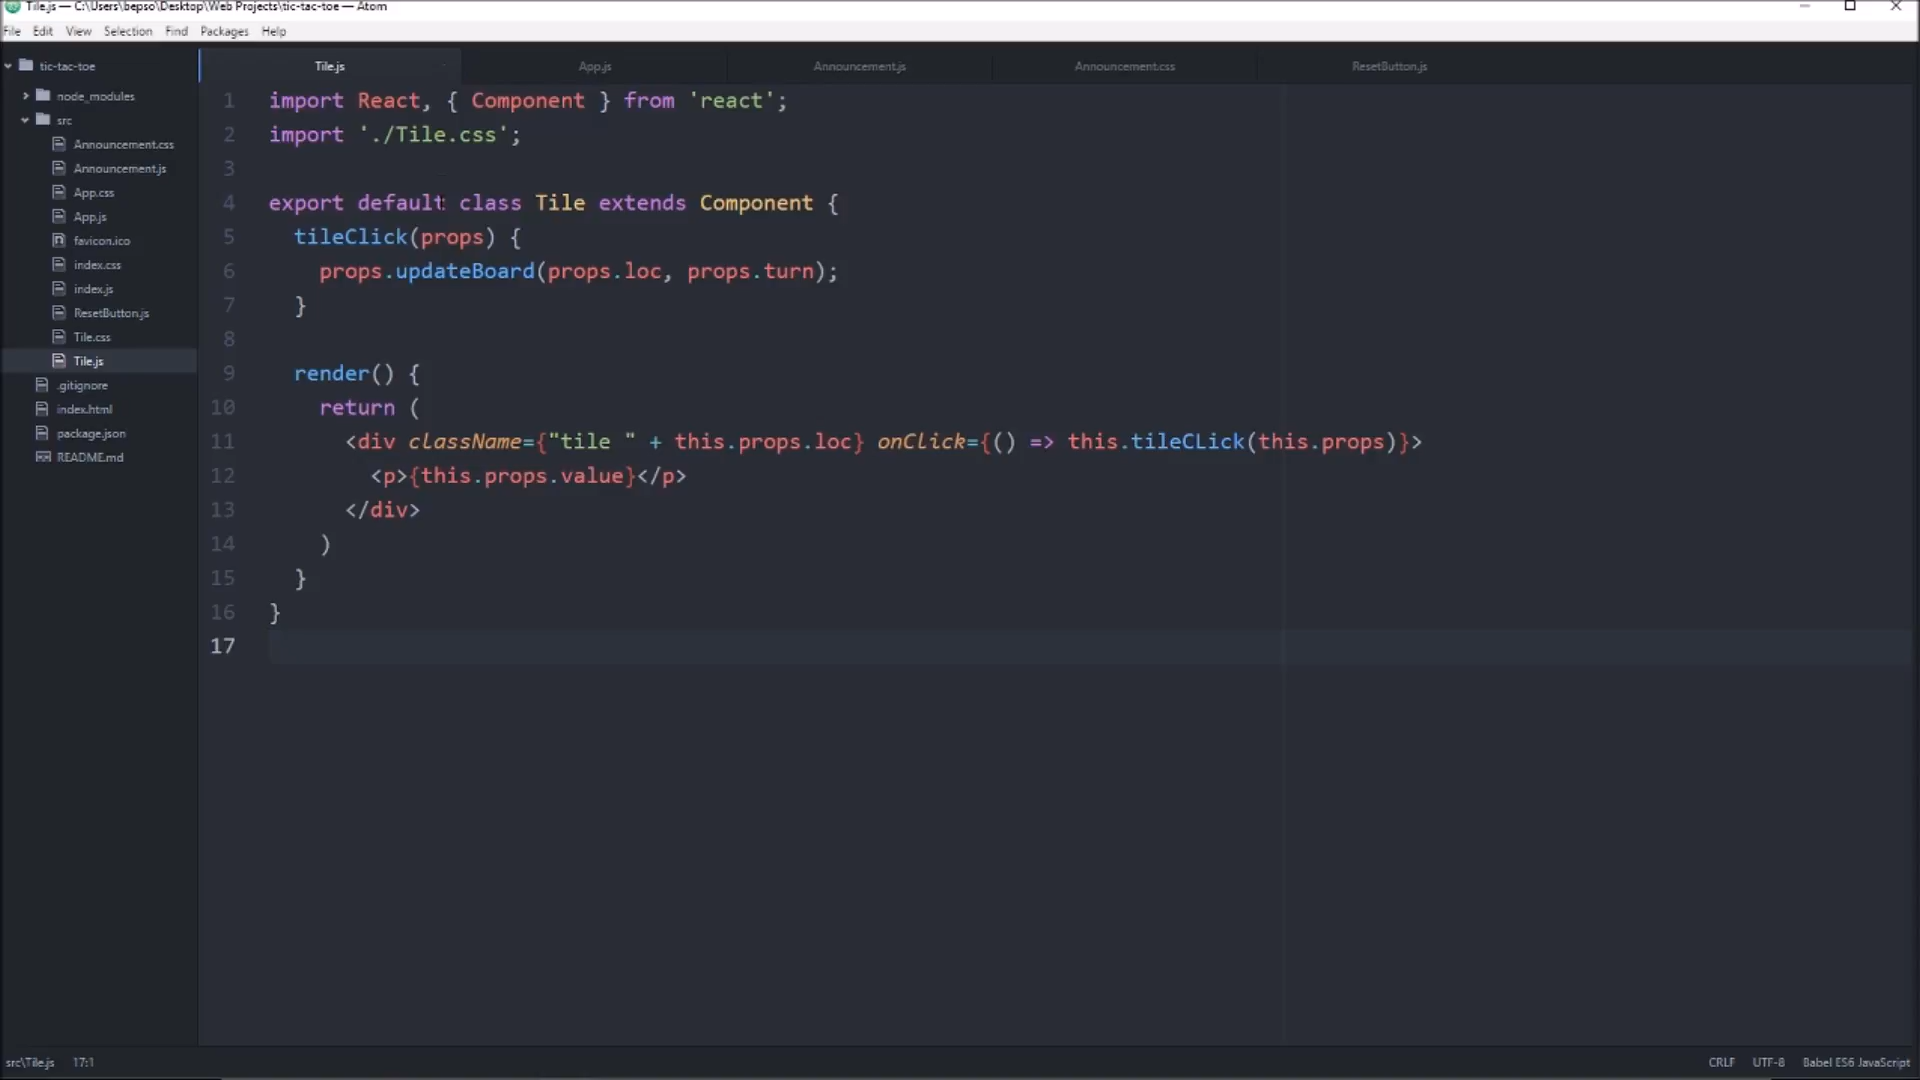 Tile.js — C:\Users\bepso\Desktop\Web Projects\tic-tac-toe — Atom
File Edit View Selection Find Packages Help
tic-tac-toe
node_modules
src
Announcement.css
Announcement.js
App.css
App.js
favicon.ico
index.css
index.js
ResetButton.js
Tile.css
Tile.js
.gitignore
index.html
package.json
README.md
Tile.js App.js Announcement.js Announcement.css ResetButton.js
1 import React, { Component } from 'react';
2 import './Tile.css';
3
4 export default class Tile extends Component {
5 tileClick(props) {
6 props.updateBoard(props.loc, props.turn);
7 }
8
9 render() {
10 return (
11 <div className={"tile " + this.props.loc} onClick={() => this.tileCLick(this.props)}>
12 <p>{this.props.value}</p>
13 </div>
14 )
15 }
16 }
17
src\Tile.js 17:1 CRLF UTF-8 Babel ES6 JavaScript